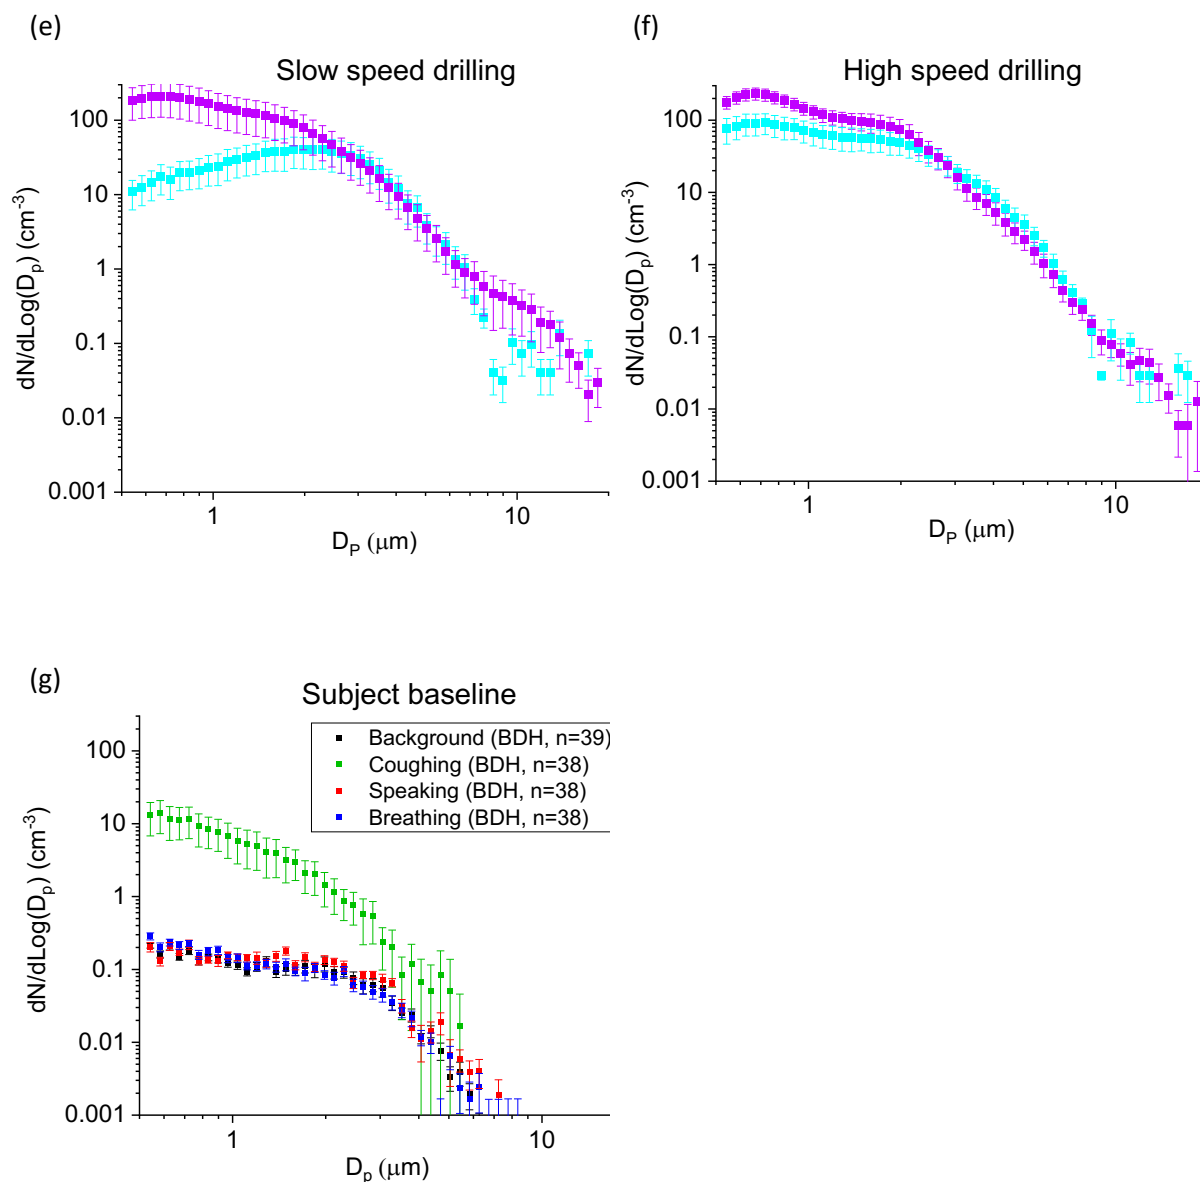 (e)
Slow speed drilling
dN/dLog(Dp) (cm-3)
100
10
1
0.1
0.01
0.001
1
10
DP (μm)
(f)
High speed drilling
dN/dLog(Dp) (cm-3)
100
10
1
0.1
0.01
0.001
1
10
DP (μm)
(g)
Subject baseline
Background (BDH, n=39)
Coughing (BDH, n=38)
Speaking (BDH, n=38)
Breathing (BDH, n=38)
dN/dLog(Dp) (cm-3)
100
10
1
0.1
0.01
0.001
1
10
Dp (μm)